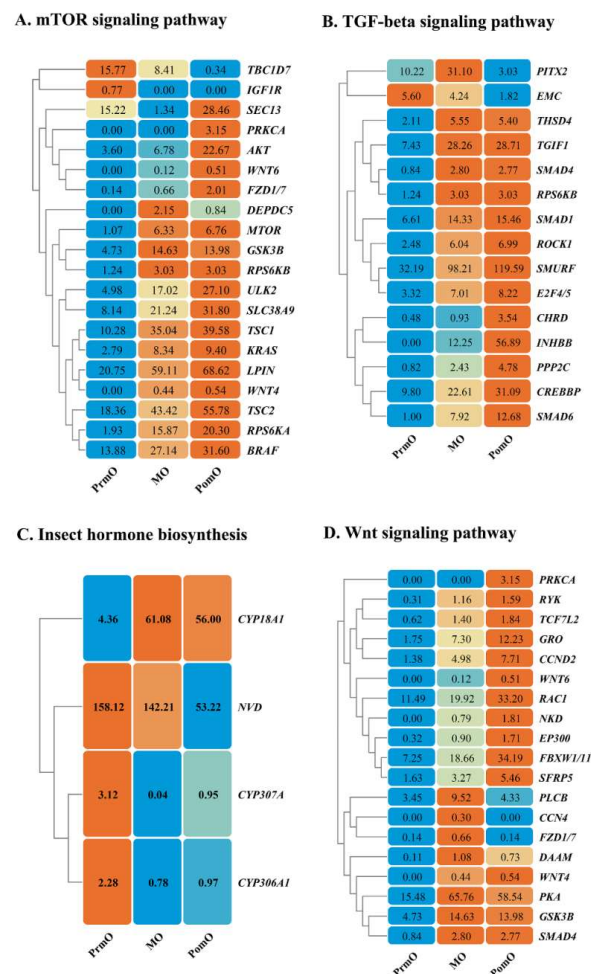 A. mTOR signaling pathway
15.77 8.41 0.34 TBC1D7
0.77 0.00 0.00 IGF1R
15.22 1.34 28.46 SEC13
0.00 0.00 3.15 PRKCA
3.60 6.78 22.67 AKT
0.00 0.12 0.51 WNT6
0.14 0.66 2.01 FZD1/7
0.00 2.15 0.84 DEPDC5
1.07 6.33 6.76 MTOR
4.73 14.63 13.98 GSK3B
1.24 3.03 3.03 RPS6KB
4.98 17.02 27.10 ULK2
8.14 21.24 31.80 SLC38A9
10.28 35.04 39.58 TSC1
2.79 8.34 9.40 KRAS
20.75 59.11 68.62 LPIN
0.00 0.44 0.54 WNT4
18.36 43.42 55.78 TSC2
1.93 15.87 20.30 RPS6KA
13.88 27.14 31.60 BRAF
PrmO MO PomO
B. TGF-beta signaling pathway
10.22 31.10 3.03 PITX2
5.60 4.24 1.82 EMC
2.11 5.55 5.40 THSD4
7.43 28.26 28.71 TGIF1
0.84 2.80 2.77 SMAD4
1.24 3.03 3.03 RPS6KB
6.61 14.33 15.46 SMAD1
2.48 6.04 6.99 ROCK1
32.19 98.21 119.59 SMURF
3.32 7.01 8.22 E2F4/5
0.48 0.93 3.54 CHRD
0.00 12.25 56.89 INHBB
0.82 2.43 4.78 PPP2C
9.80 22.61 31.09 CREBBP
1.00 7.92 12.68 SMAD6
PrmO MO PomO
C. Insect hormone biosynthesis
4.36 61.08 56.00 CYP18A1
158.12 142.21 53.22 NVD
3.12 0.04 0.95 CYP307A
2.28 0.78 0.97 CYP306A1
PrmO MO PomO
D. Wnt signaling pathway
0.00 0.00 3.15 PRKCA
0.31 1.16 1.59 RYK
0.62 1.40 1.84 TCF7L2
1.75 7.30 12.23 GRO
1.38 4.98 7.71 CCND2
0.00 0.12 0.51 WNT6
11.49 19.92 33.20 RAC1
0.00 0.79 1.81 NKD
0.32 0.90 1.71 EP300
7.25 18.66 34.19 FBXW1/11
1.63 3.27 5.46 SFRP5
3.45 9.52 4.33 PLCB
0.00 0.30 0.00 CCN4
0.14 0.66 0.14 FZD1/7
0.11 1.08 0.73 DAAM
0.00 0.44 0.54 WNT4
15.48 65.76 58.54 PKA
4.73 14.63 13.98 GSK3B
0.84 2.80 2.77 SMAD4
PrmO MO PomO